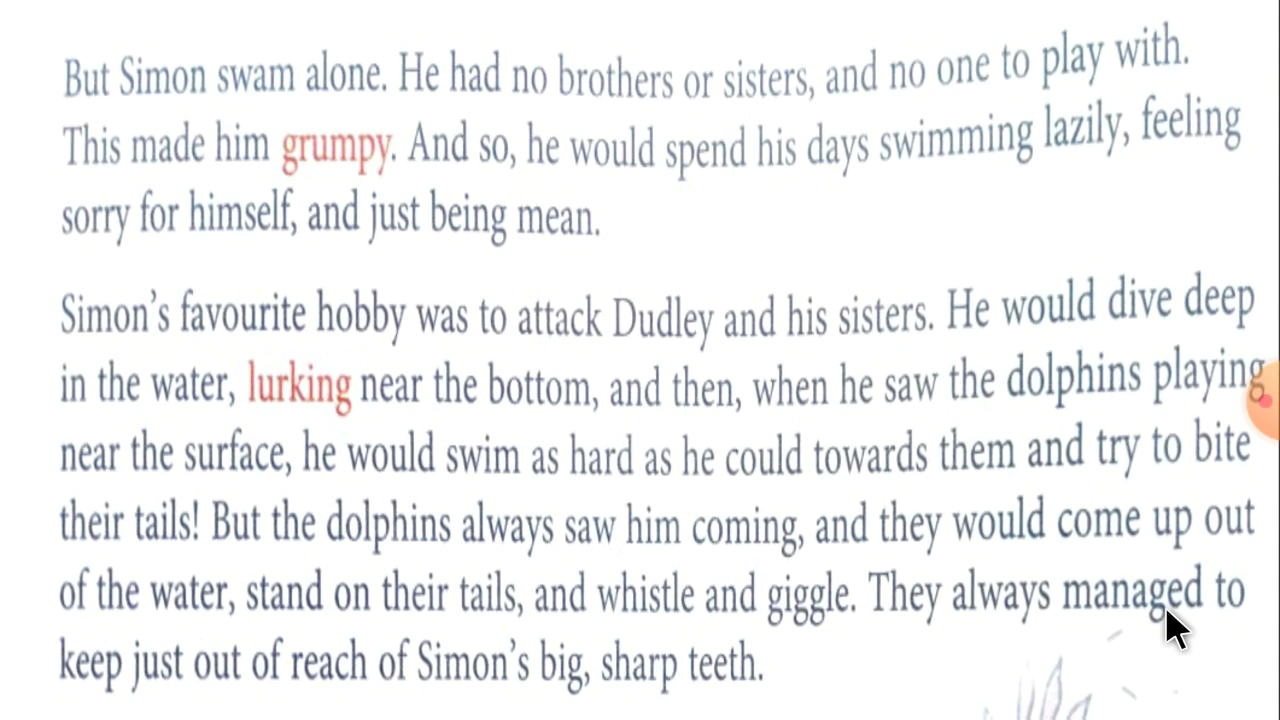 But Simon swam alone. He had no brothers or sisters, and no one to play with.
This made him grumpy. And so, he would spend his days swimming lazily, feeling
sorry for himself, and just being mean.
Simon's favourite hobby was to attack Dudley and his sisters. He would dive deep
in the water, lurking near the bottom, and then, when he saw the dolphins playing
near the surface, he would swim as hard as he could towards them and try to bite
their tails! But the dolphins always saw him coming, and they would come up out
of the water, stand on their tails, and whistle and giggle. They always managed to
keep just out of reach of Simon's big, sharp teeth.